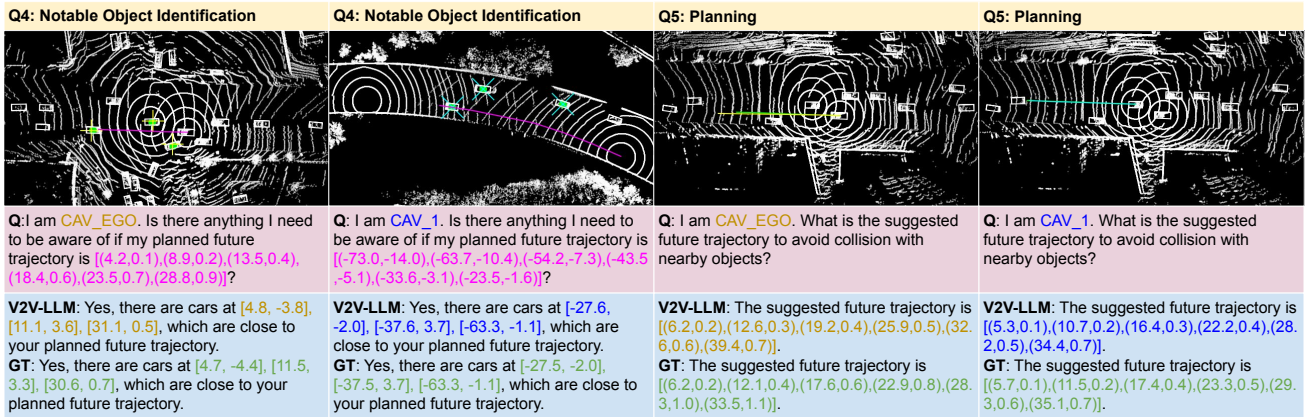 Q4: Notable Object Identification
Q:I am CAV_EGO. Is there anything I need
to be aware of if my planned future
trajectory is [(4.2,0.1),(8.9,0.2),(13.5,0.4),
(18.4,0.6),(23.5,0.7),(28.8,0.9)]?
V2V-LLM: Yes, there are cars at [4.8, -3.8],
[11.1, 3.6], [31.1, 0.5], which are close to
your planned future trajectory.
GT: Yes, there are cars at [4.7, -4.4], [11.5,
3.3], [30.6, 0.7], which are close to your
planned future trajectory.
Q4: Notable Object Identification
Q: I am CAV_1. Is there anything I need to
be aware of if my planned future trajectory is
[(-73.0,-14.0),(-63.7,-10.4),(-54.2,-7.3),(-43.5
,-5.1),(-33.6,-3.1),(-23.5,-1.6)]?
V2V-LLM: Yes, there are cars at [-27.6,
-2.0], [-37.6, 3.7], [-63.3, -1.1], which are
close to your planned future trajectory.
GT: Yes, there are cars at [-27.5, -2.0],
[-37.5, 3.7], [-63.3, -1.1], which are close to
your planned future trajectory.
Q5: Planning
Q: I am CAV_EGO. What is the suggested
future trajectory to avoid collision with
nearby objects?
V2V-LLM: The suggested future trajectory is
[(6.2,0.2),(12.6,0.3),(19.2,0.4),(25.9,0.5),(32.
6,0.6),(39.4,0.7)].
GT: The suggested future trajectory is
[(6.2,0.2),(12.1,0.4),(17.6,0.6),(22.9,0.8),(28.
3,1.0),(33.5,1.1)].
Q5: Planning
Q: I am CAV_1. What is the suggested
future trajectory to avoid collision with
nearby objects?
V2V-LLM: The suggested future trajectory is
[(5.3,0.1),(10.7,0.2),(16.4,0.3),(22.2,0.4),(28.
2,0.5),(34.4,0.7)].
GT: The suggested future trajectory is
[(5.7,0.1),(11.5,0.2),(17.4,0.4),(23.3,0.5),(29.
3,0.6),(35.1,0.7)].